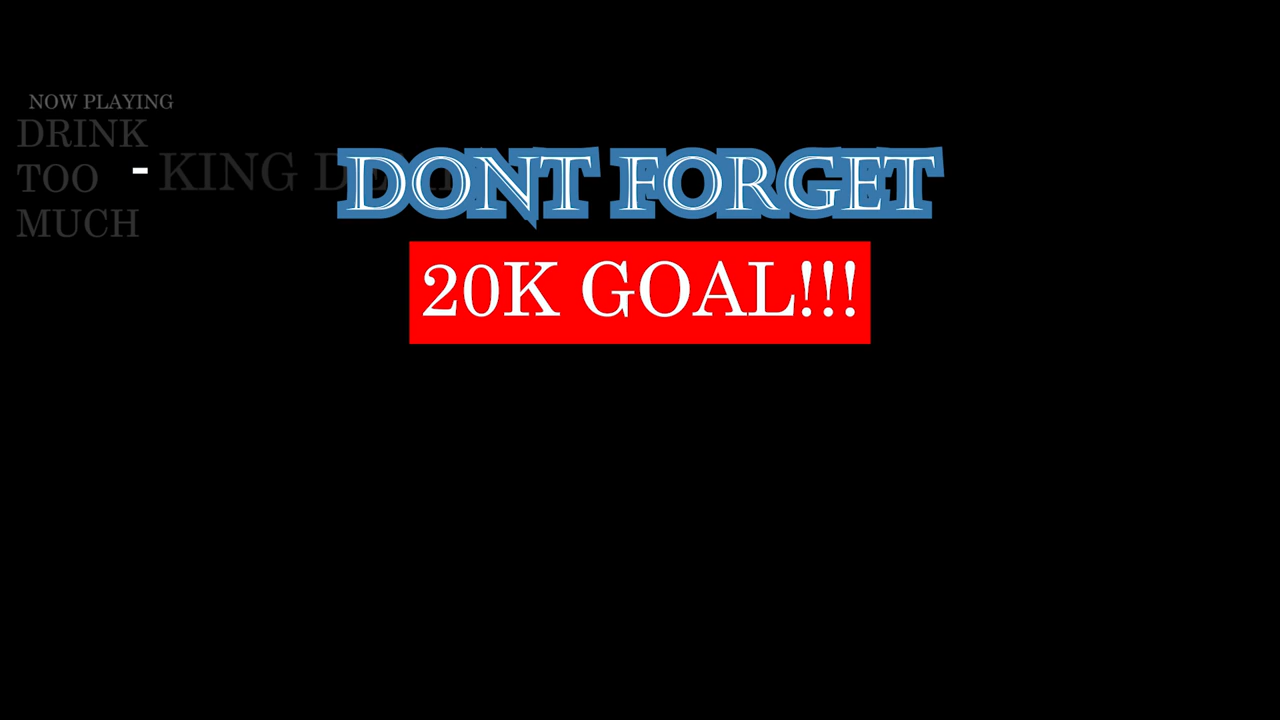 NOW PLAYING
DRINK
TOO
MUCH
- KING
DONT FORGET
20K GOAL!!!